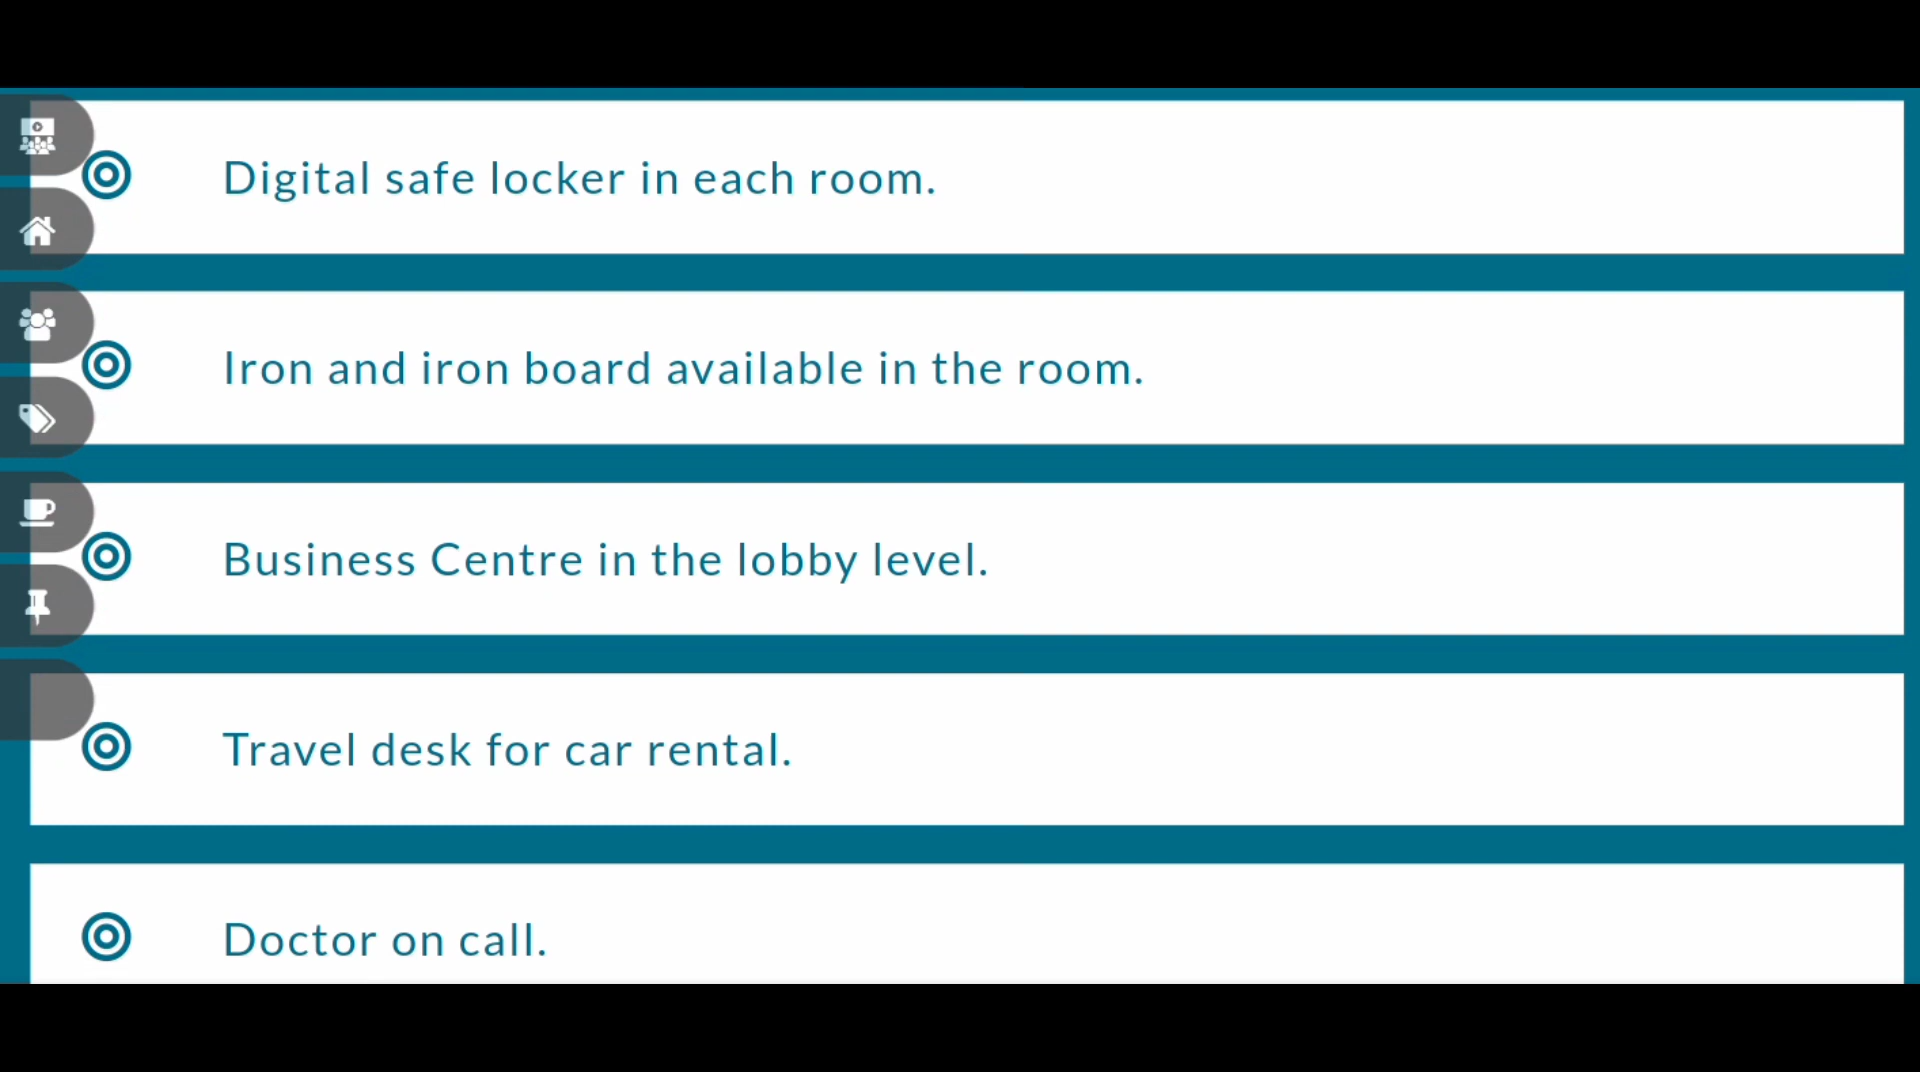 Digital safe locker in each room.
Iron and iron board available in the room.
Business Centre in the lobby level.
Travel desk for car rental.
Doctor on call.